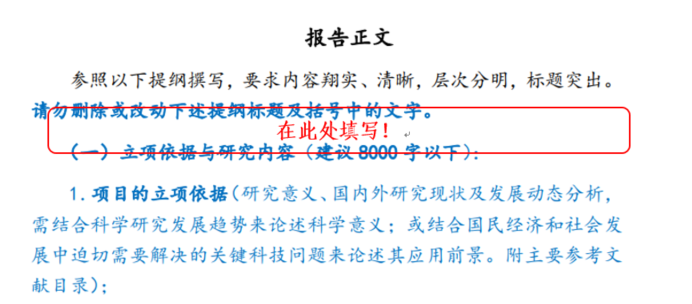 报告正文
参照以下提纲撰写，要求内容翔实、清晰，层次分明，标题突出。
请勿删除或改动下述提纲标题及括号中的文字。
在此处填写！
（一）立项依据与研究内容（建议8000字以下）：
1.项目的立项依据（研究意义、国内外研究现状及发展动态分析，
需结合科学研究发展趋势来论述科学意义；或结合国民经济和社会发
展中迫切需要解决的关键科技问题来论述其应用前景。附主要参考文
献目录）；